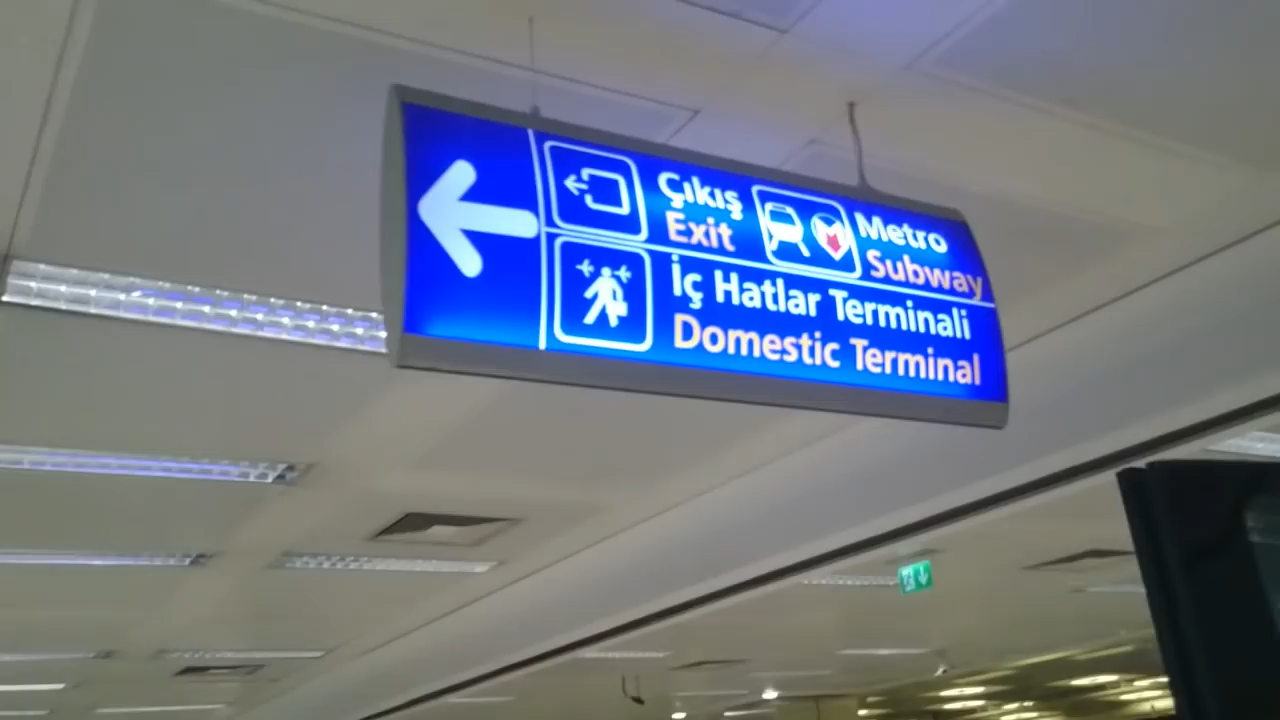 Çıkış
Exit
Metro
Subway
İç Hatlar Terminali
Domestic Terminal